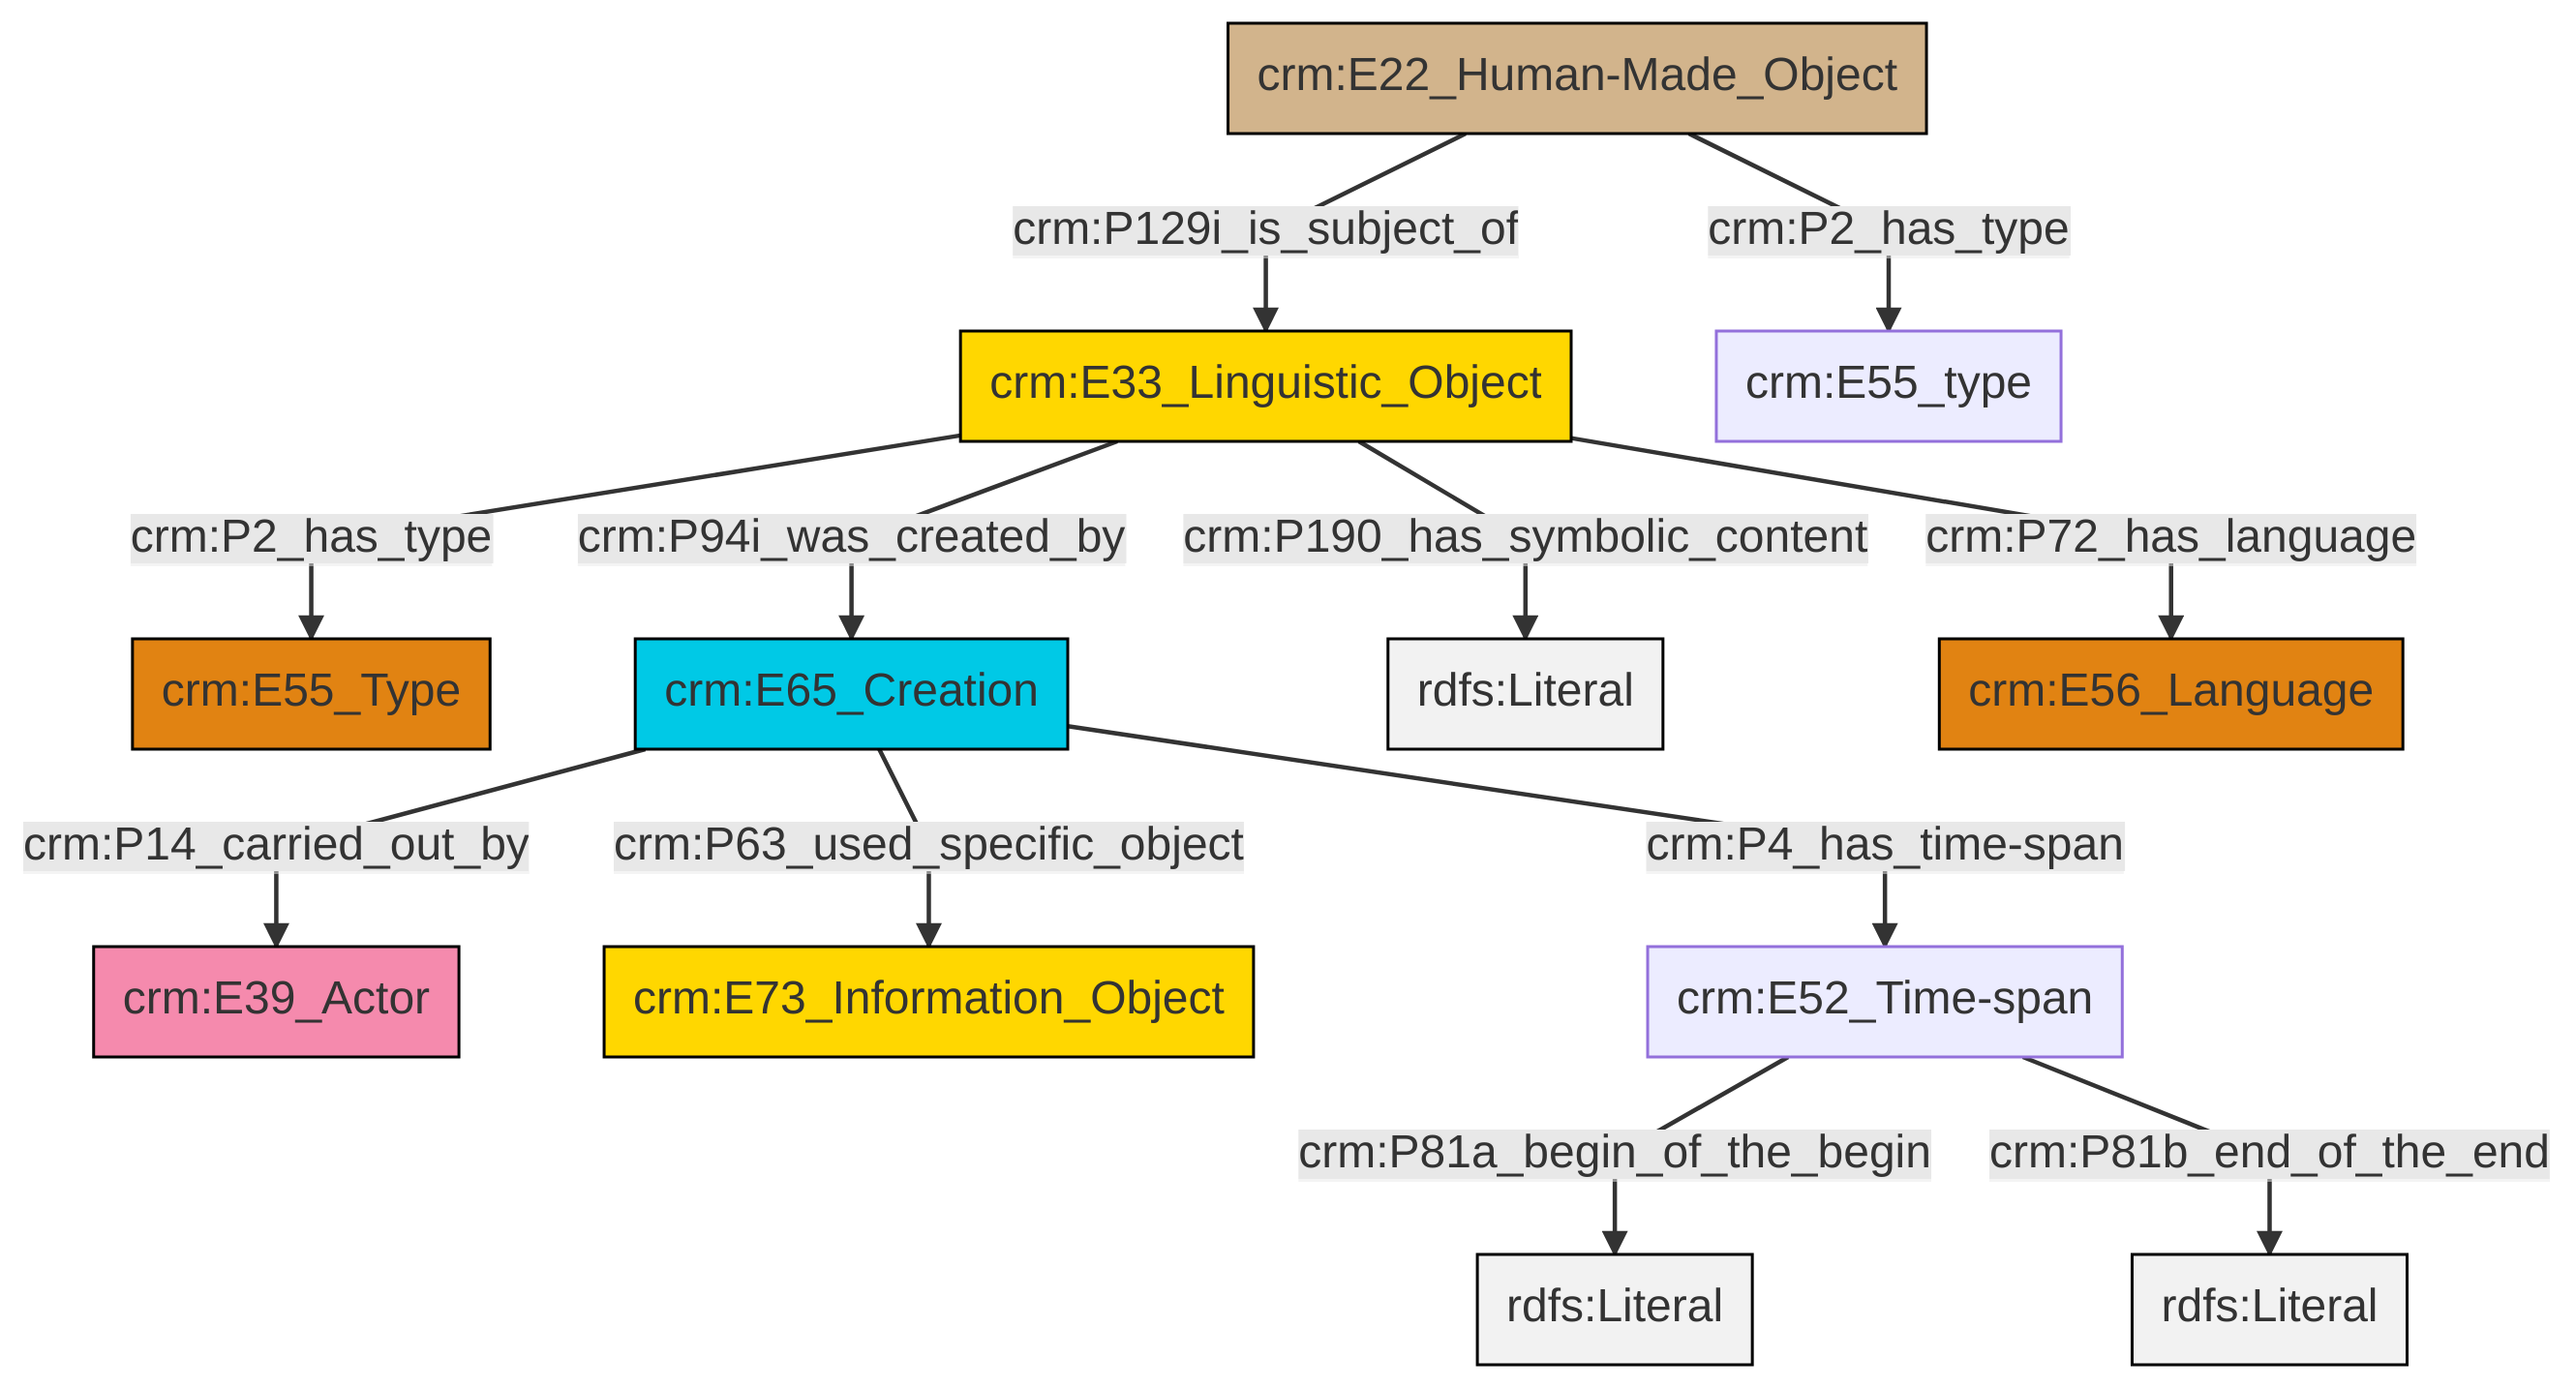 crm:E22_Human-Made_Object
crm:P129i_is_subject_of
crm:P2_has_type
crm:E33_Linguistic_Object
crm:E55_type
crm:P2_has_type
crm:P94i_was_created_by
crm:P190_has_symbolic_content
crm:P72_has_language
crm:E55_Type
crm:E65_Creation
rdfs:Literal
crm:E56_Language
crm:P14_carried_out_by
crm:P63_used_specific_object
crm:P4_has_time-span
crm:E39_Actor
crm:E73_Information_Object
crm:E52_Time-span
crm:P81a_begin_of_the_begin
crm:P81b_end_of_the_end
rdfs:Literal
rdfs:Literal